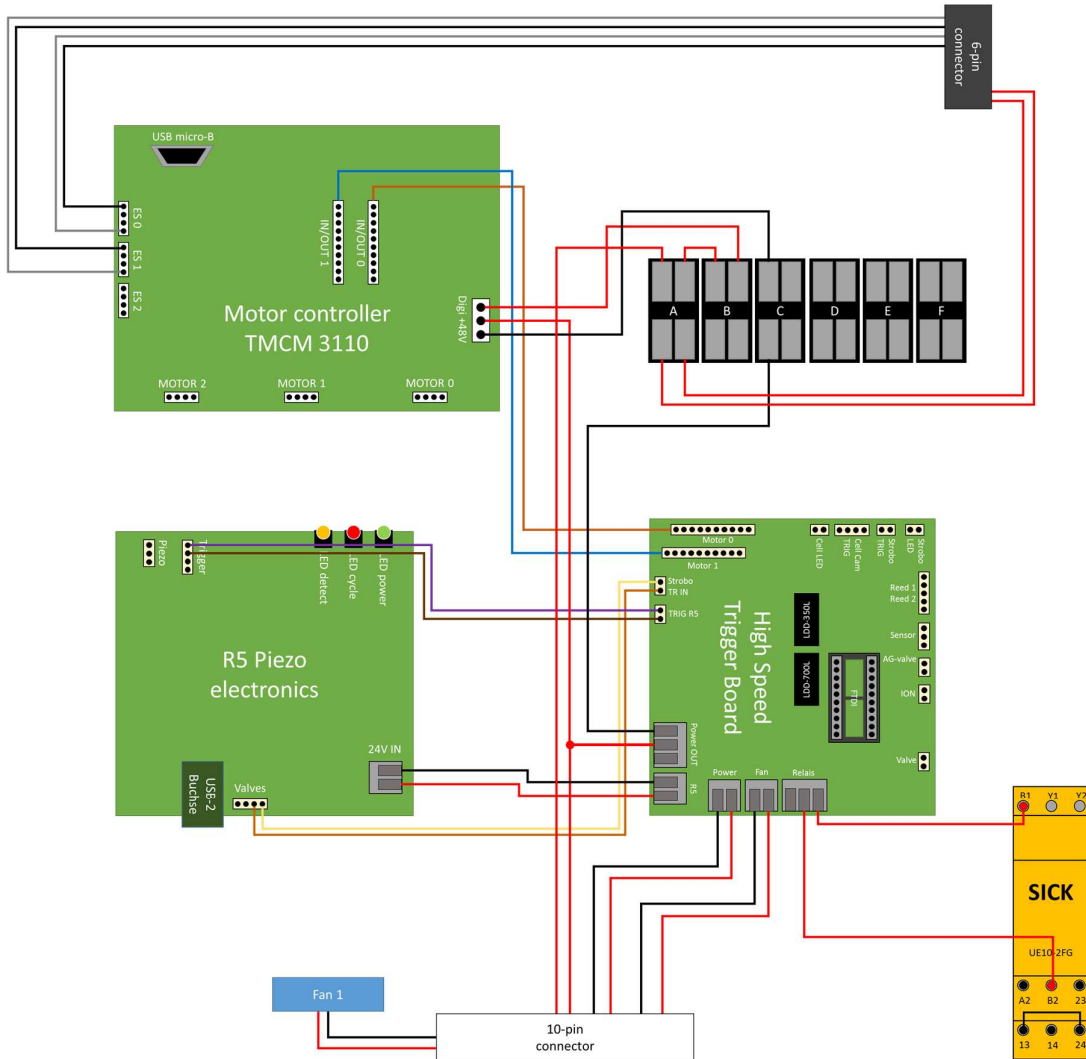 6-pin
connector
USB micro-B
ES 0
ES 1
ES 2
IN/OUT 1
IN/OUT 0
Digi +48V
Motor controller
TMCM 3110
MOTOR 2
MOTOR 1
MOTOR 0
A
B
C
D
E
F
Piezo
Trigger
LED detect
LED cycle
LED power
R5 Piezo
electronics
24V IN
USB-2
Buchse
Valves
Motor 0
Motor 1
Cell LED
Cell Cam
TRIG
Strobo
TRIG
Strobo
LED
Strobo
TR IN
TRIG R5
Reed 1
Reed 2
Sensor
AG-valve
ION
Valve
LDD-350L
LDD-700L
FTDI
High Speed
Trigger Board
Power OUT
R5
Power
Fan
Relais
B1
Y1
Y2
SICK
UE10-2FG
A2
B2
23
13
14
24
Fan 1
10-pin
connector